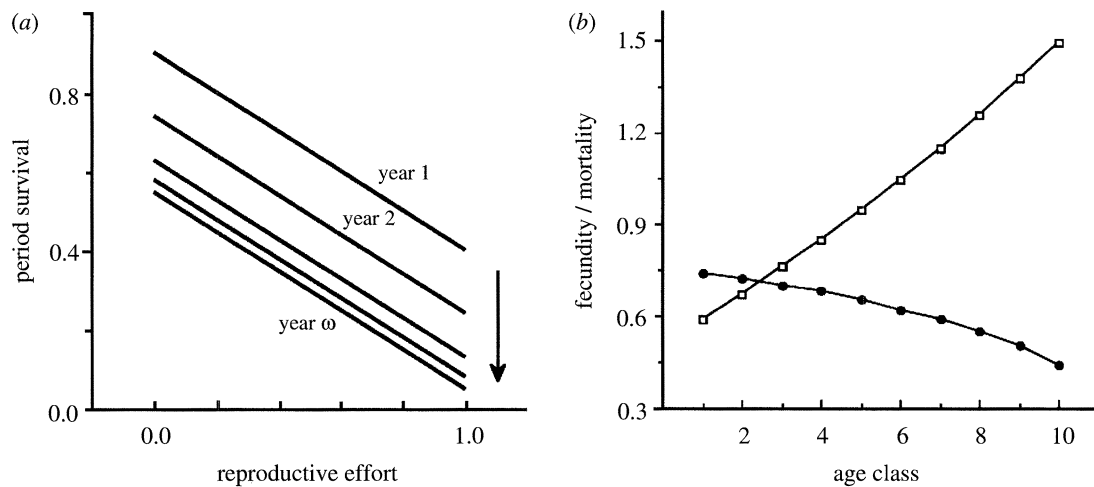 (a)
0.8
0.4
0.0
period survival
year 1
year 2
year ω
0.0 1.0
reproductive effort
(b)
1.5
1.2
0.9
0.6
0.3
fecundity / mortality
2 4 6 8 10
age class